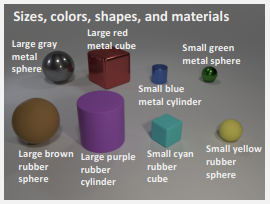 Sizes, colors, shapes, and materials
Large gray
metal
sphere
Large red
metal cube
Small green
metal sphere
Small blue
metal cylinder
Large brown
rubber
sphere
Large purple
rubber
cylinder
Small cyan
rubber
cube
Small yellow
rubber
sphere